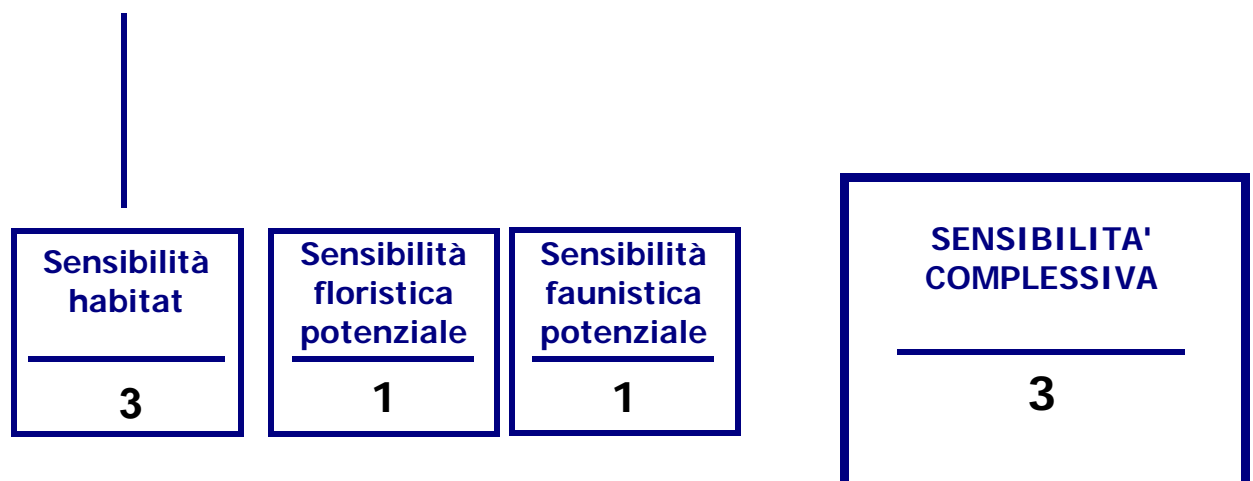 Sensibilità
habitat
3
Sensibilità
floristica
potenziale
1
Sensibilità
faunistica
potenziale
1
SENSIBILITA'
COMPLESSIVA
3